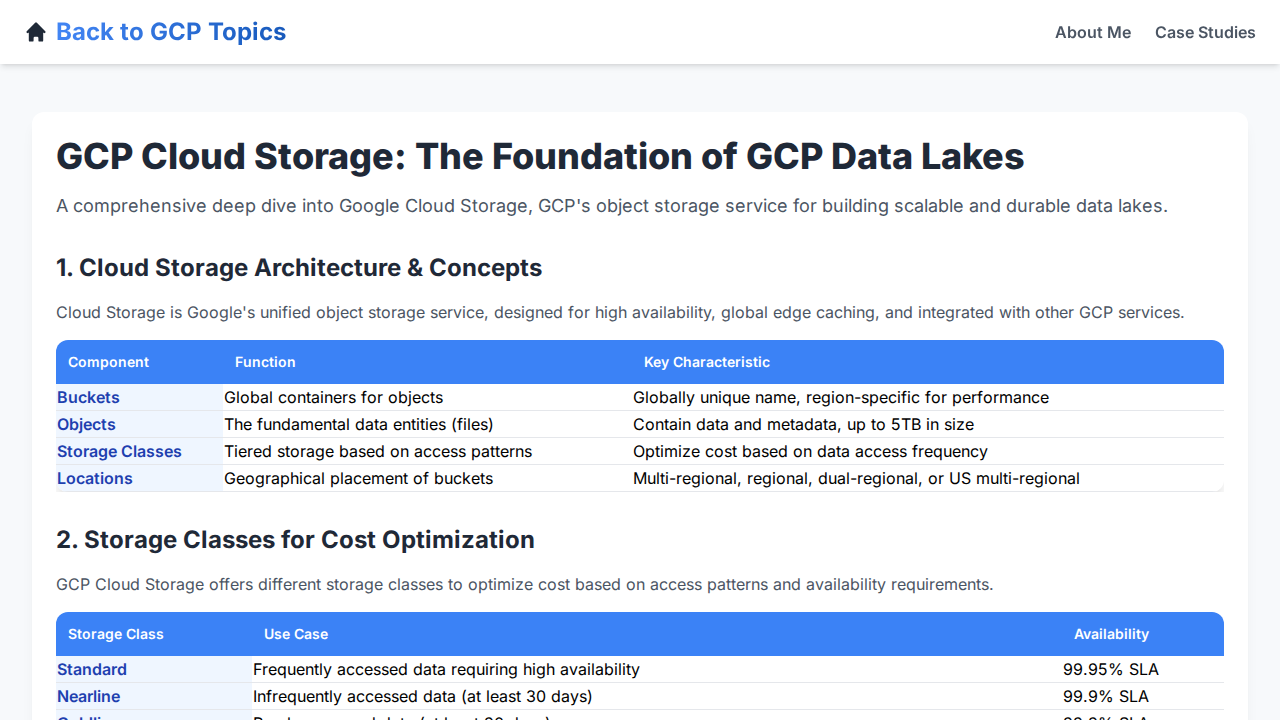 Back to GCP Topics
About Me
Case Studies
GCP Cloud Storage: The Foundation of GCP Data Lakes
A comprehensive deep dive into Google Cloud Storage, GCP's object storage service for building scalable and durable data lakes.
1. Cloud Storage Architecture & Concepts
Cloud Storage is Google's unified object storage service, designed for high availability, global edge caching, and integrated with other GCP services.
Component Function Key Characteristic
Buckets Global containers for objects Globally unique name, region-specific for performance
Objects The fundamental data entities (files) Contain data and metadata, up to 5TB in size
Storage Classes Tiered storage based on access patterns Optimize cost based on data access frequency
Locations Geographical placement of buckets Multi-regional, regional, dual-regional, or US multi-regional
2. Storage Classes for Cost Optimization
GCP Cloud Storage offers different storage classes to optimize cost based on access patterns and availability requirements.
Storage Class Use Case Availability
Standard Frequently accessed data requiring high availability 99.95% SLA
Nearline Infrequently accessed data (at least 30 days) 99.9% SLA